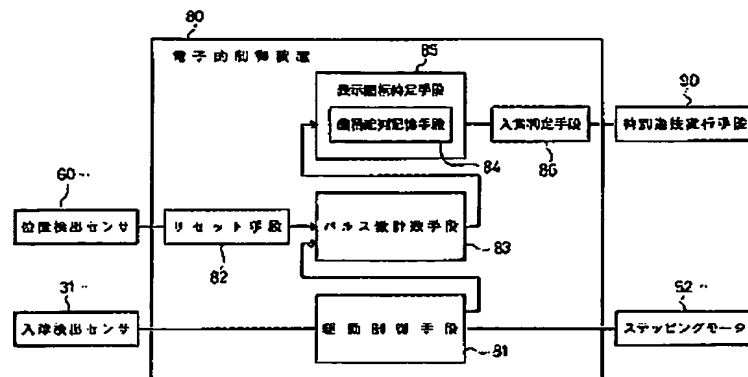 80
電子的制御装置
85
表示図柄特定手段
図柄配列記憶手段
84
入賞判定手段
86
90
特別遊技実行手段
60…
位置検出センサ
リセット手段
82
パルス数計数手段
83
31…
入球検出センサ
駆動制御手段
81
52…
ステッピングモータ